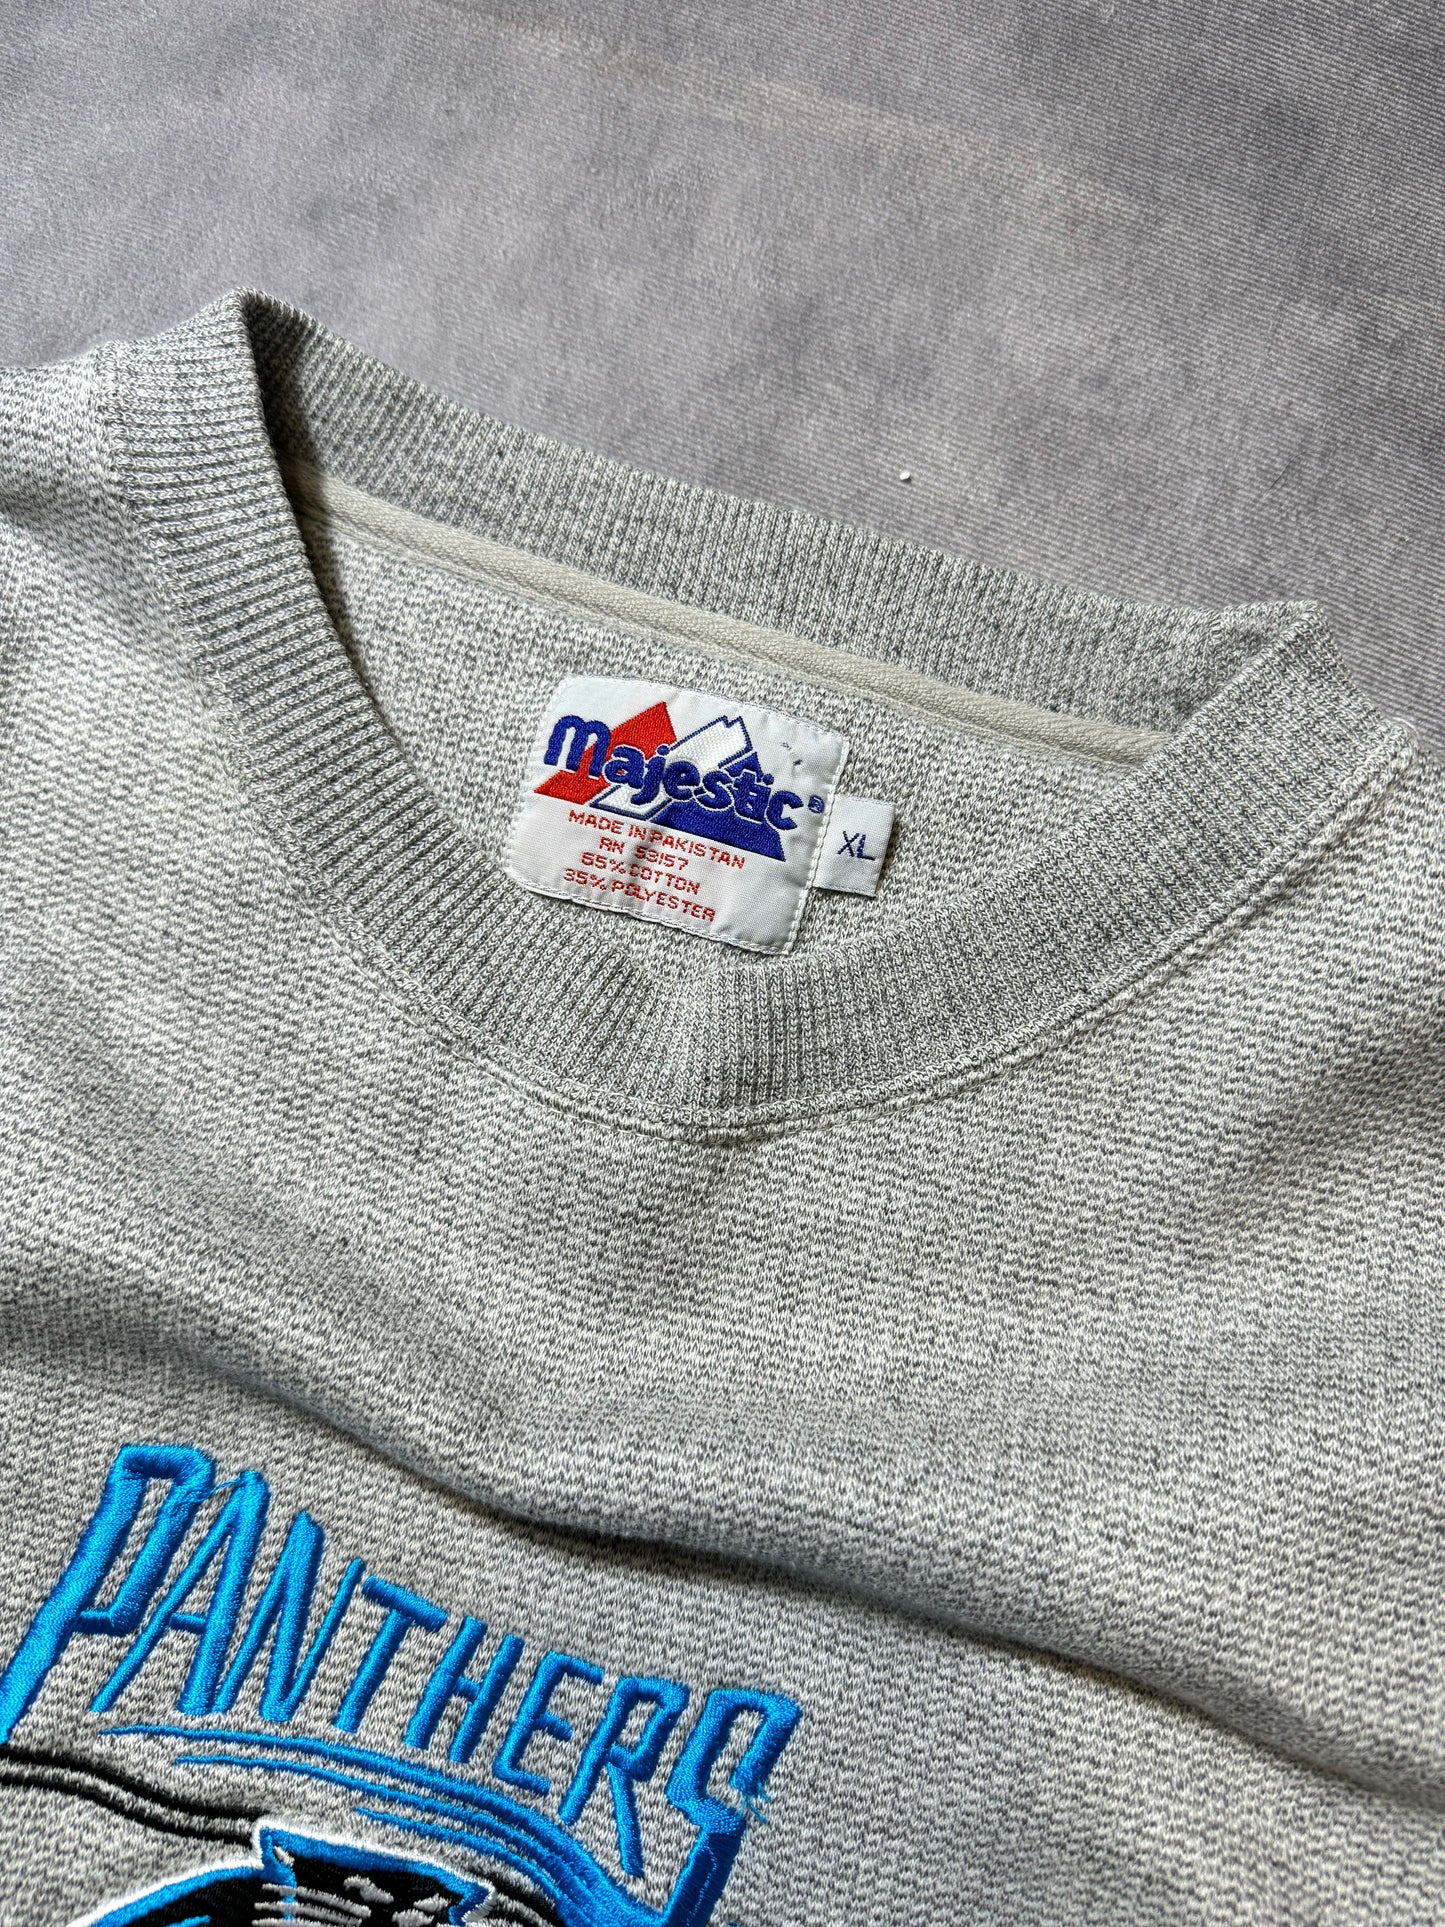 majestic®
MADE IN PAKISTAN
RN 53157
65% COTTON
35% POLYESTER
XL
PANTHERS